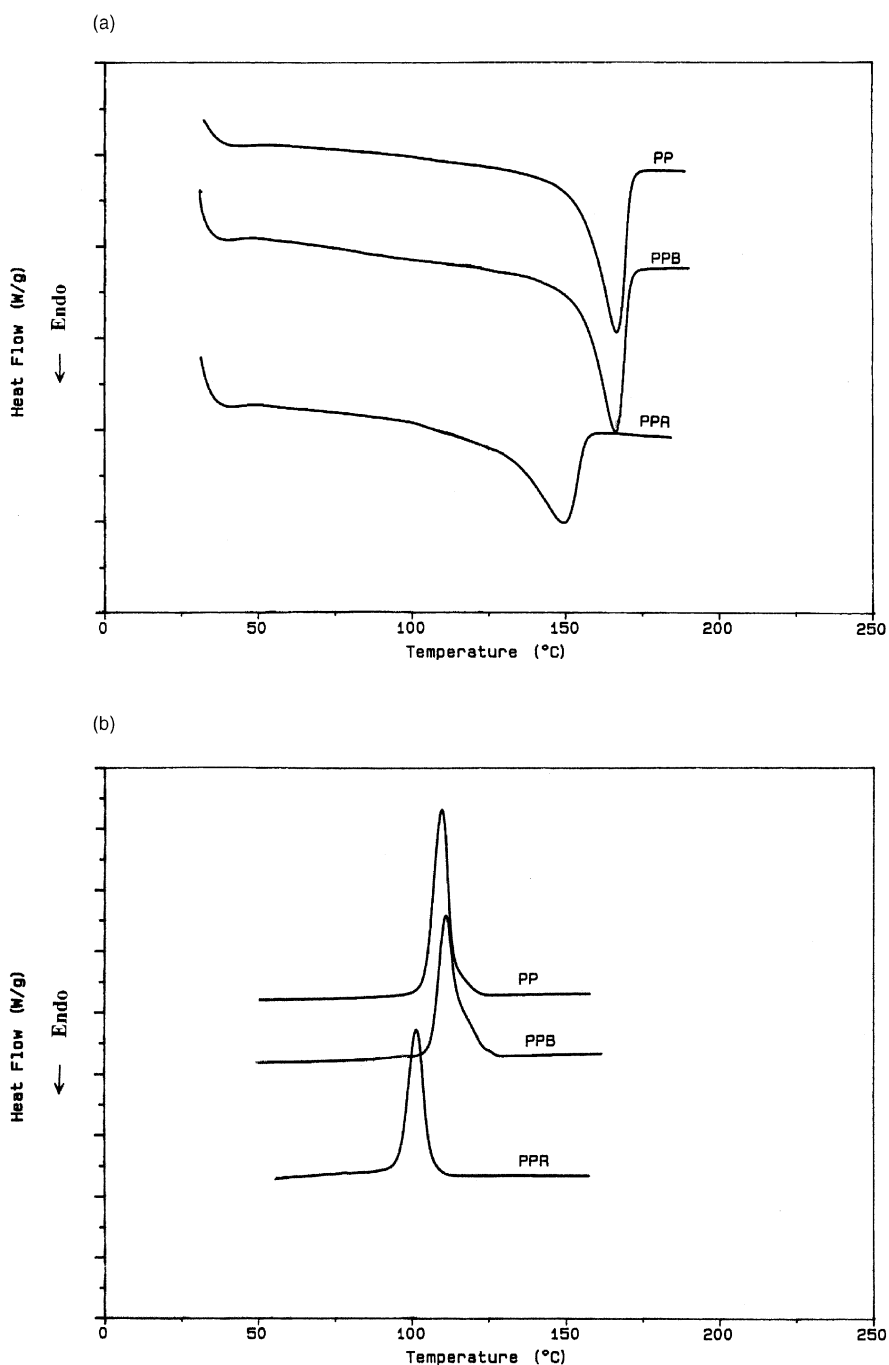 (a)
PP
PPB
PPR
Heat Flow (W/g)
← Endo
0 50 100 150 200 250
Temperature (°C)
(b)
PP
PPB
PPR
Heat Flow (W/g)
← Endo
0 50 100 150 200 250
Temperature (°C)